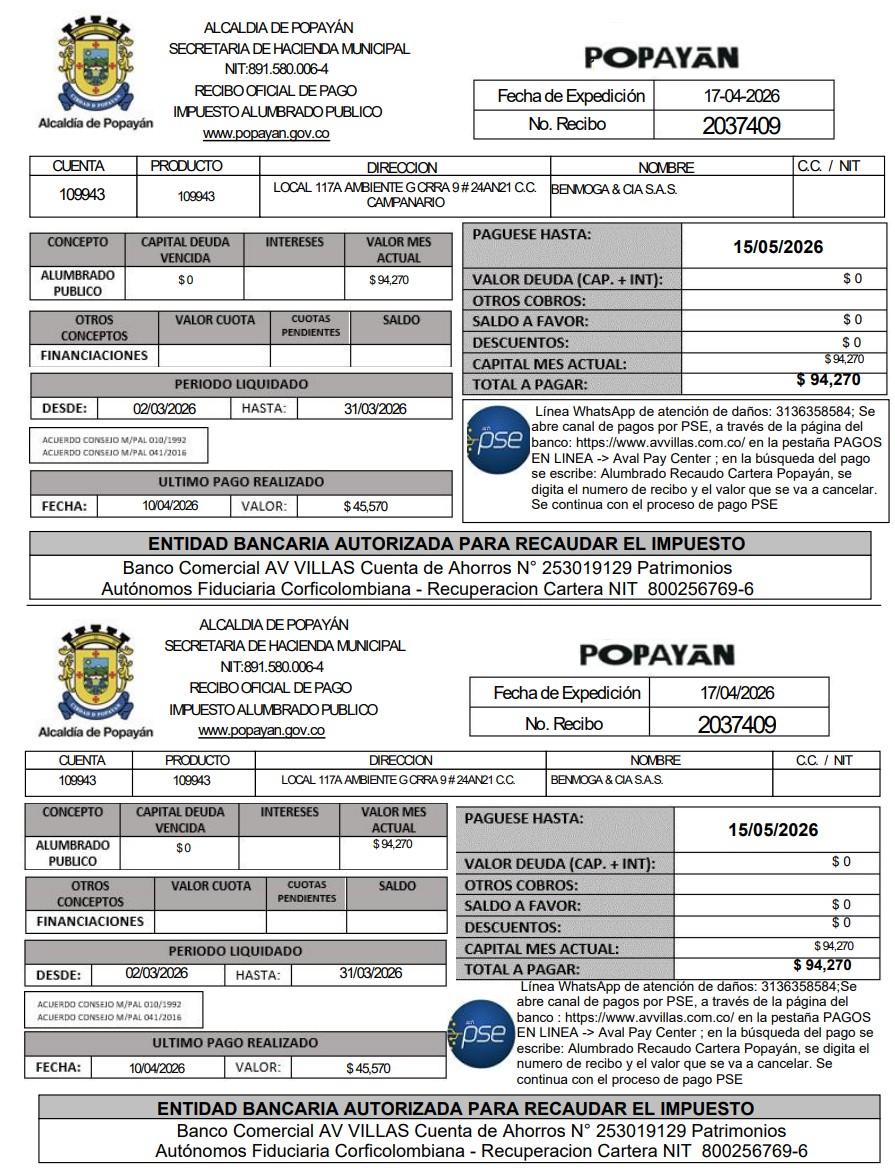 ALCALDIA DE POPAYÁN
SECRETARIA DE HACIENDA MUNICIPAL
NIT:891.580.006-4
RECIBO OFICIAL DE PAGO
IMPUESTO ALUMBRADO PUBLICO
www.popayan.gov.co
Alcaldía de Popayán
POPAYĀN
Fecha de Expedición 17-04-2026
No. Recibo 2037409
CUENTA PRODUCTO DIRECCION NOMBRE C.C. / NIT
109943 109943 LOCAL 117A AMBIENTE G CRRA 9 # 24AN21 C.C. BENMOGA & CIA S.A.S.
CAMPANARIO
CONCEPTO CAPITAL DEUDA VENCIDA INTERESES VALOR MES ACTUAL
ALUMBRADO PUBLICO $ 0 $ 94,270
OTROS CONCEPTOS VALOR CUOTA CUOTAS PENDIENTES SALDO
FINANCIACIONES
PERIODO LIQUIDADO
DESDE: 02/03/2026 HASTA: 31/03/2026
ACUERDO CONSEJO M/PAL 010/1992
ACUERDO CONSEJO M/PAL 041/2016
ULTIMO PAGO REALIZADO
FECHA: 10/04/2026 VALOR: $ 45,570
PAGUESE HASTA: 15/05/2026
VALOR DEUDA (CAP. + INT): $ 0
OTROS COBROS:
SALDO A FAVOR: $ 0
DESCUENTOS: $ 0
CAPITAL MES ACTUAL: $ 94,270
TOTAL A PAGAR: $ 94,270
pse
Línea WhatsApp de atención de daños: 3136358584; Se
abre canal de pagos por PSE, a través de la página del
banco: https://www.avvillas.com.co/ en la pestaña PAGOS
EN LINEA -> Aval Pay Center ; en la búsqueda del pago
se escribe: Alumbrado Recaudo Cartera Popayán, se
digita el numero de recibo y el valor que se va a cancelar.
Se continua con el proceso de pago PSE
ENTIDAD BANCARIA AUTORIZADA PARA RECAUDAR EL IMPUESTO
Banco Comercial AV VILLAS Cuenta de Ahorros N° 253019129 Patrimonios
Autónomos Fiduciaria Corficolombiana - Recuperacion Cartera NIT 800256769-6
ALCALDIA DE POPAYÁN
SECRETARIA DE HACIENDA MUNICIPAL
NIT:891.580.006-4
RECIBO OFICIAL DE PAGO
IMPUESTO ALUMBRADO PUBLICO
www.popayan.gov.co
Alcaldía de Popayán
POPAYĀN
Fecha de Expedición 17/04/2026
No. Recibo 2037409
CUENTA PRODUCTO DIRECCION NOMBRE C.C. / NIT
109943 109943 LOCAL 117A AMBIENTE G CRRA 9 # 24AN21 C.C. BENMOGA & CIA S.A.S.
CONCEPTO CAPITAL DEUDA VENCIDA INTERESES VALOR MES ACTUAL
ALUMBRADO PUBLICO $ 0 $ 94,270
OTROS CONCEPTOS VALOR CUOTA CUOTAS PENDIENTES SALDO
FINANCIACIONES
PERIODO LIQUIDADO
DESDE: 02/03/2026 HASTA: 31/03/2026
ACUERDO CONSEJO M/PAL 010/1992
ACUERDO CONSEJO M/PAL 041/2016
ULTIMO PAGO REALIZADO
FECHA: 10/04/2026 VALOR: $ 45,570
PAGUESE HASTA: 15/05/2026
VALOR DEUDA (CAP. + INT): $ 0
OTROS COBROS:
SALDO A FAVOR: $ 0
DESCUENTOS: $ 0
CAPITAL MES ACTUAL: $ 94,270
TOTAL A PAGAR: $ 94,270
pse
Línea WhatsApp de atención de daños: 3136358584;Se
abre canal de pagos por PSE, a través de la página del
banco : https://www.avvillas.com.co/ en la pestaña PAGOS
EN LINEA -> Aval Pay Center ; en la búsqueda del pago se
escribe: Alumbrado Recaudo Cartera Popayán, se digita el
numero de recibo y el valor que se va a cancelar. Se
continua con el proceso de pago PSE
ENTIDAD BANCARIA AUTORIZADA PARA RECAUDAR EL IMPUESTO
Banco Comercial AV VILLAS Cuenta de Ahorros N° 253019129 Patrimonios
Autónomos Fiduciaria Corficolombiana - Recuperacion Cartera NIT 800256769-6